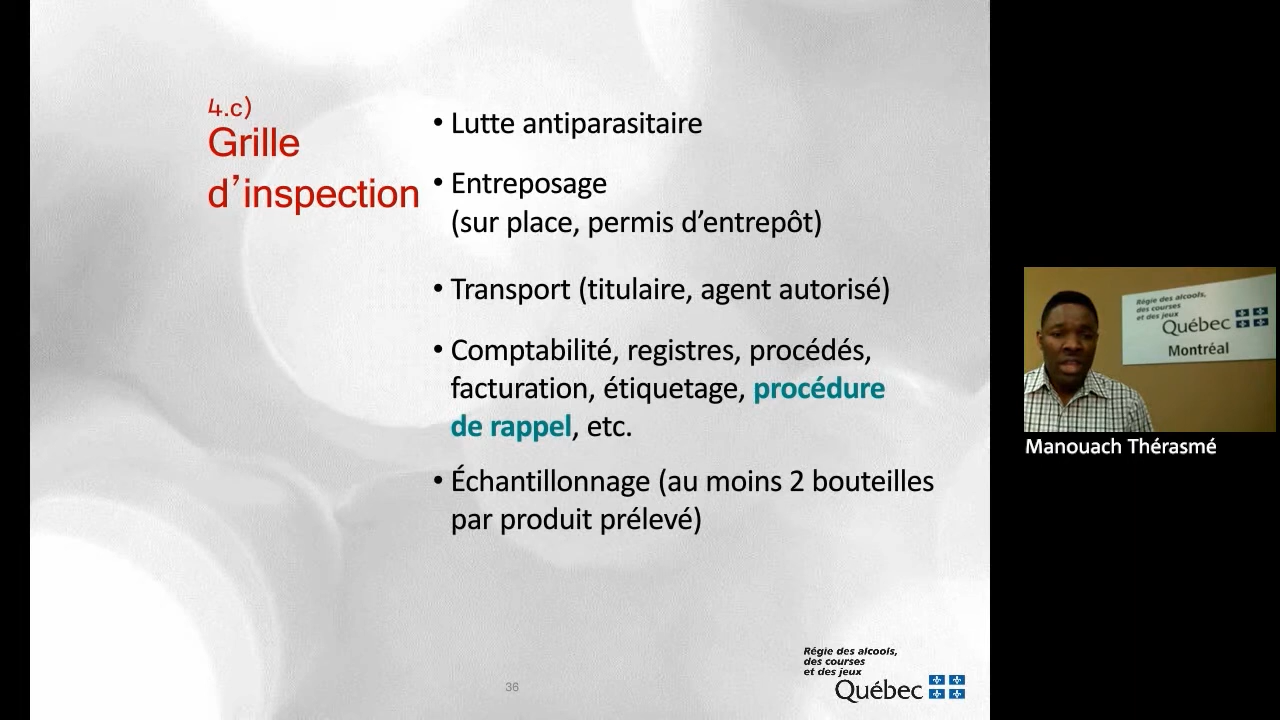 4.c)
Grille
d’inspection
• Lutte antiparasitaire
• Entreposage
(sur place, permis d’entrepôt)
• Transport (titulaire, agent autorisé)
• Comptabilité, registres, procédés,
facturation, étiquetage, procédure
de rappel, etc.
• Échantillonnage (au moins 2 bouteilles
par produit prélevé)
36
Régie des alcools,
des courses
et des jeux
Québec
Régie des alcools,
des courses
et des jeux
Québec
Montréal
Manouach Thérasmé